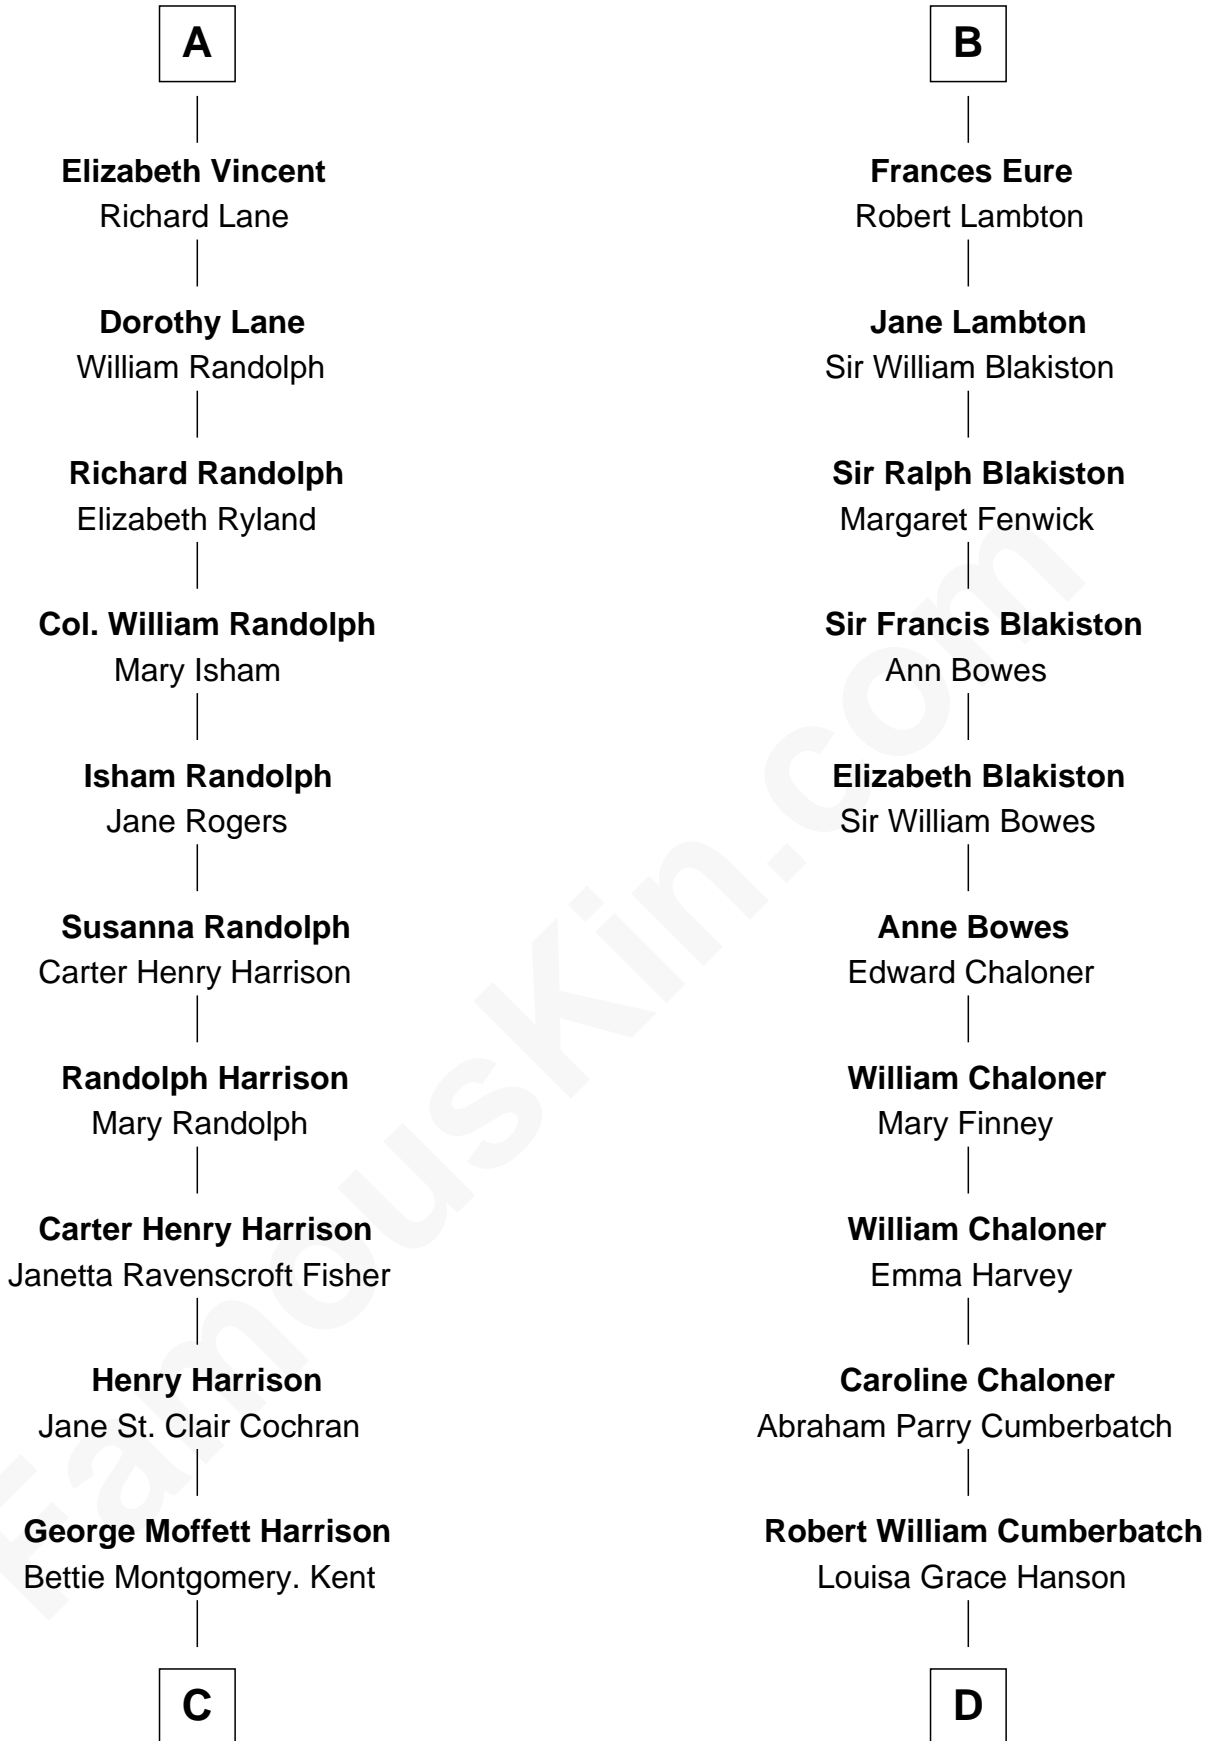 A
Elizabeth Vincent
Richard Lane
Dorothy Lane
William Randolph
Richard Randolph
Elizabeth Ryland
Col. William Randolph
Mary Isham
Isham Randolph
Jane Rogers
Susanna Randolph
Carter Henry Harrison
Randolph Harrison
Mary Randolph
Carter Henry Harrison
Janetta Ravenscroft Fisher
Henry Harrison
Jane St. Clair Cochran
George Moffett Harrison
Bettie Montgomery. Kent
C
B
Frances Eure
Robert Lambton
Jane Lambton
Sir William Blakiston
Sir Ralph Blakiston
Margaret Fenwick
Sir Francis Blakiston
Ann Bowes
Elizabeth Blakiston
Sir William Bowes
Anne Bowes
Edward Chaloner
William Chaloner
Mary Finney
William Chaloner
Emma Harvey
Caroline Chaloner
Abraham Parry Cumberbatch
Robert William Cumberbatch
Louisa Grace Hanson
D
FamousKin.com